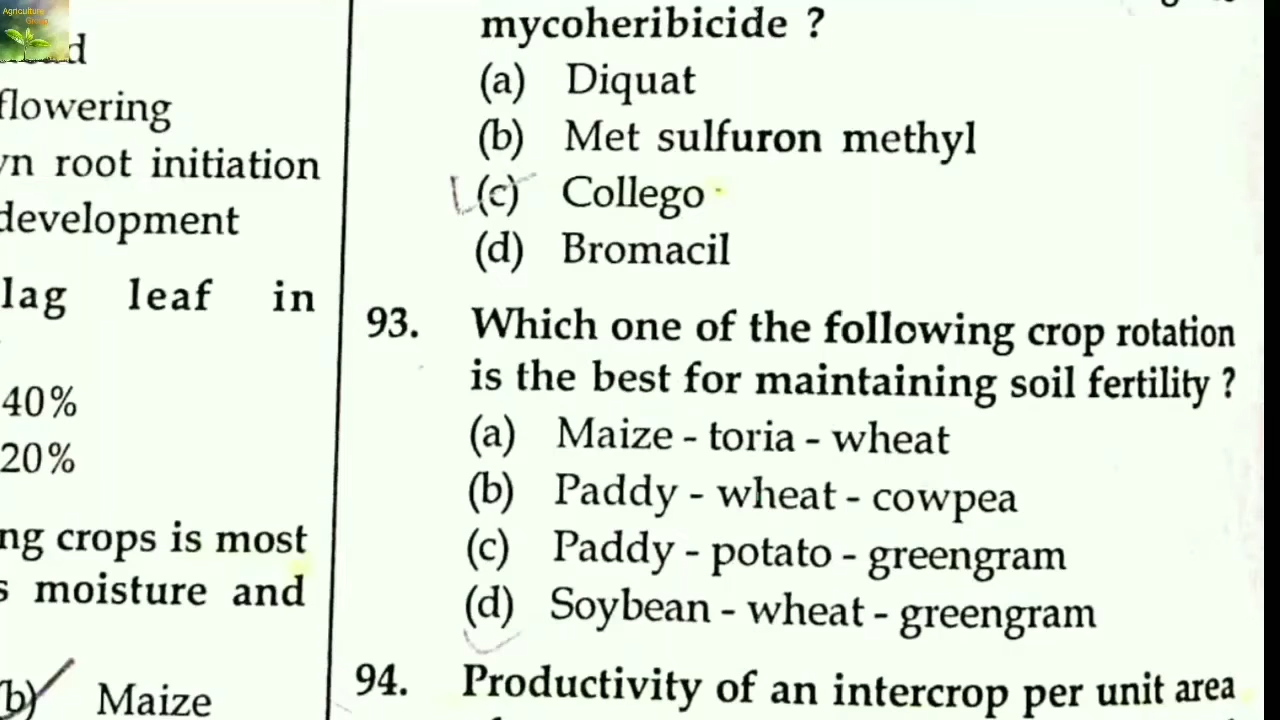 Agriculture
Group
flowering
root initiation
development
leaf in
40%
20%
crops is most
moisture and
(b) Maize
mycoheribicide ?
(a) Diquat
(b) Met sulfuron methyl
(c) Collego
(d) Bromacil
93. Which one of the following crop rotation
is the best for maintaining soil fertility ?
(a) Maize - toria - wheat
(b) Paddy - wheat - cowpea
(c) Paddy - potato - greengram
(d) Soybean - wheat - greengram
94. Productivity of an intercrop per unit area